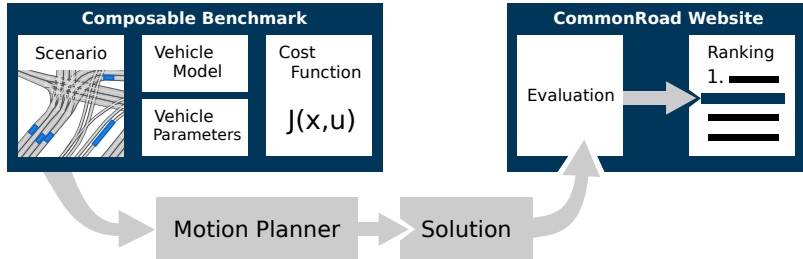 Composable Benchmark
Scenario
Vehicle
Model
Vehicle
Parameters
Cost
Function
J(x,u)
CommonRoad Website
Evaluation
Ranking
1.
Motion Planner
Solution